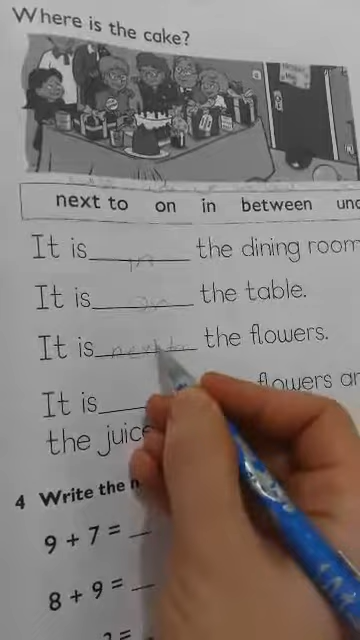 Where is the cake?
next to on in between
It is in the dining room
It is on the table.
It is next to the flowers.
It is flowers
the juice
4 Write the
9 + 7 =
8 + 9 =